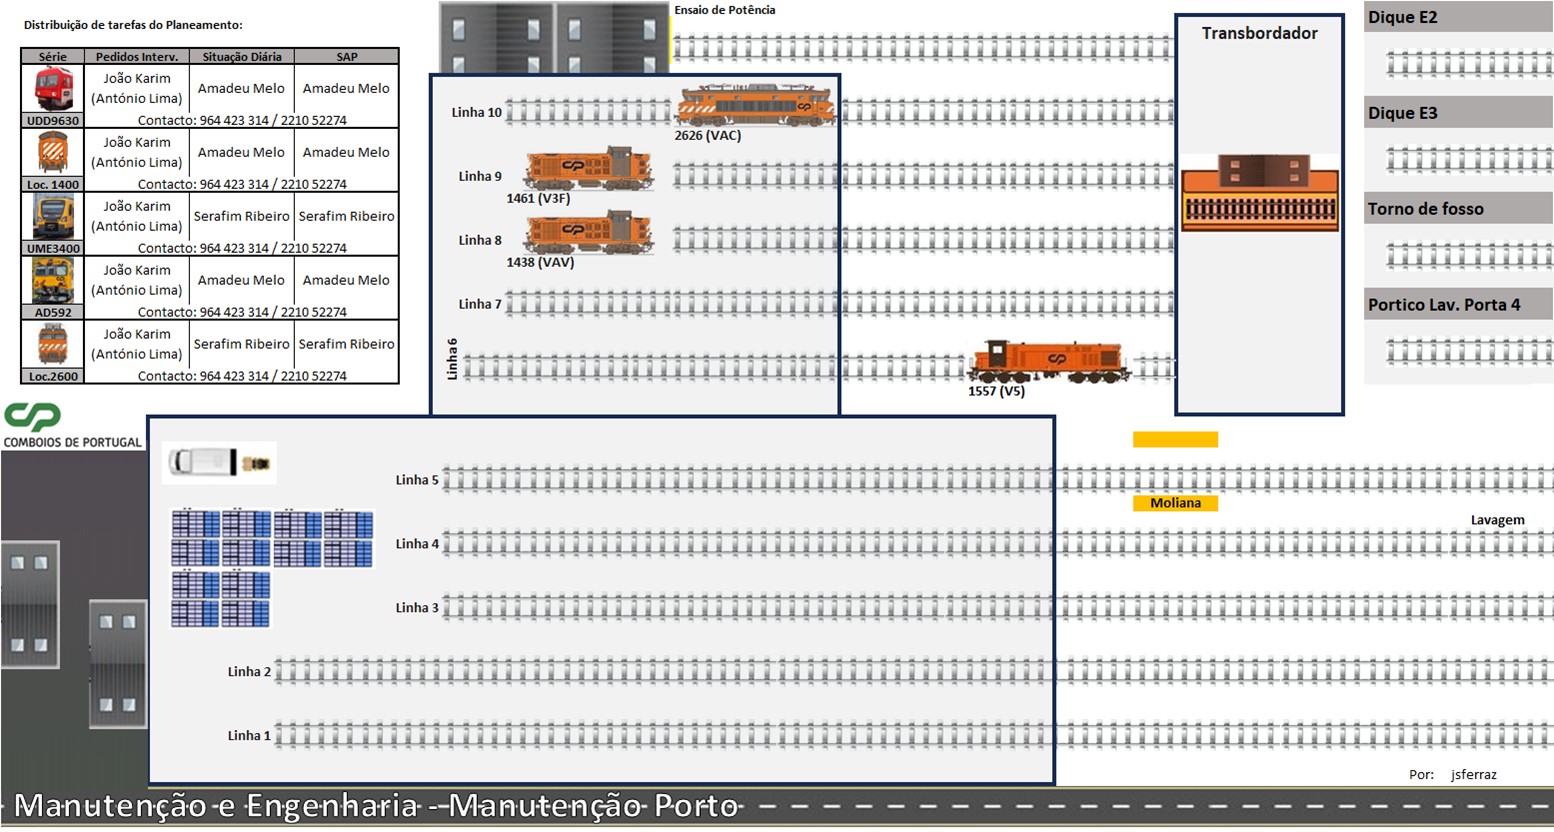 Distribuição de tarefas do Planeamento:
Série Pedidos Interv. Situação Diária SAP
João Karim
(António Lima) Amadeu Melo Amadeu Melo
UDD9630 Contacto: 964 423 314 / 2210 52274
João Karim
(António Lima) Amadeu Melo Amadeu Melo
Loc. 1400 Contacto: 964 423 314 / 2210 52274
João Karim
(António Lima) Serafim Ribeiro Serafim Ribeiro
UME3400 Contacto: 964 423 314 / 2210 52274
João Karim
(António Lima) Amadeu Melo Amadeu Melo
AD592 Contacto: 964 423 314 / 2210 52274
João Karim
(António Lima) Serafim Ribeiro Serafim Ribeiro
Loc.2600 Contacto: 964 423 314 / 2210 52274
CP
COMBOIOS DE PORTUGAL
Ensaio de Potência
Linha 10
2626 (VAC)
Linha 9
1461 (V3F)
Linha 8
1438 (VAV)
Linha 7
Linha 6
1557 (V5)
Transbordador
Dique E2
Dique E3
Torno de fosso
Portico Lav. Porta 4
Linha 5
Moliana
Lavagem
Linha 4
Linha 3
Linha 2
Linha 1
Por: jsferraz
Manutenção e Engenharia - Manutenção Porto